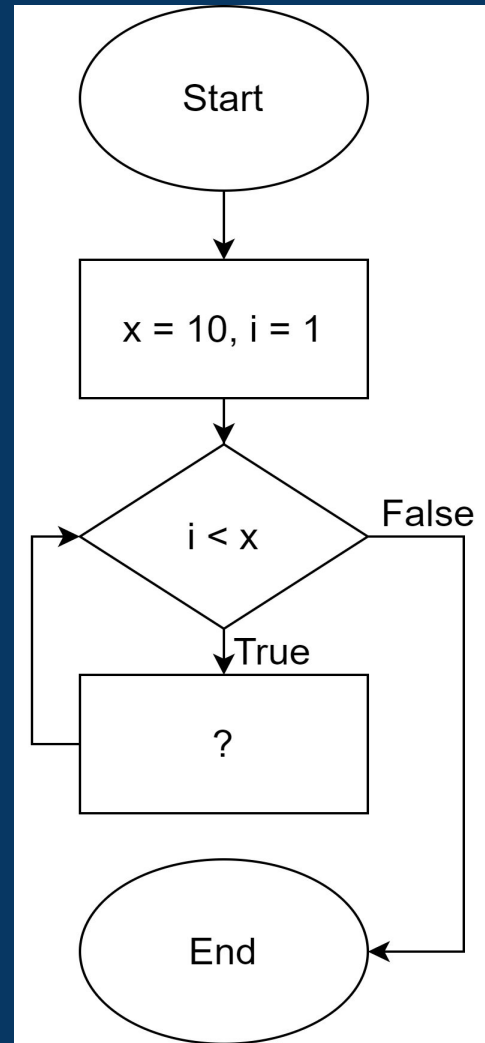 Start
x = 10, i = 1
i < x
False
True
?
End